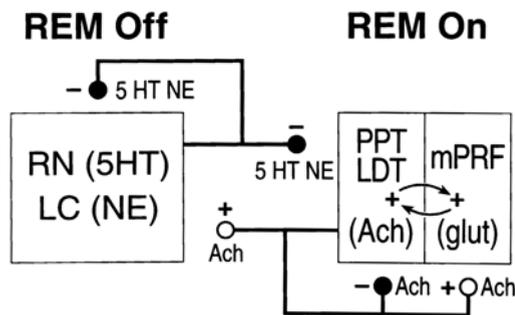 REM Off
REM On
– 5 HT NE
RN (5HT)
LC (NE)
–
5 HT NE
PPT
LDT
mPRF
+ +
(Ach) (glut)
+
Ach
– Ach + Ach